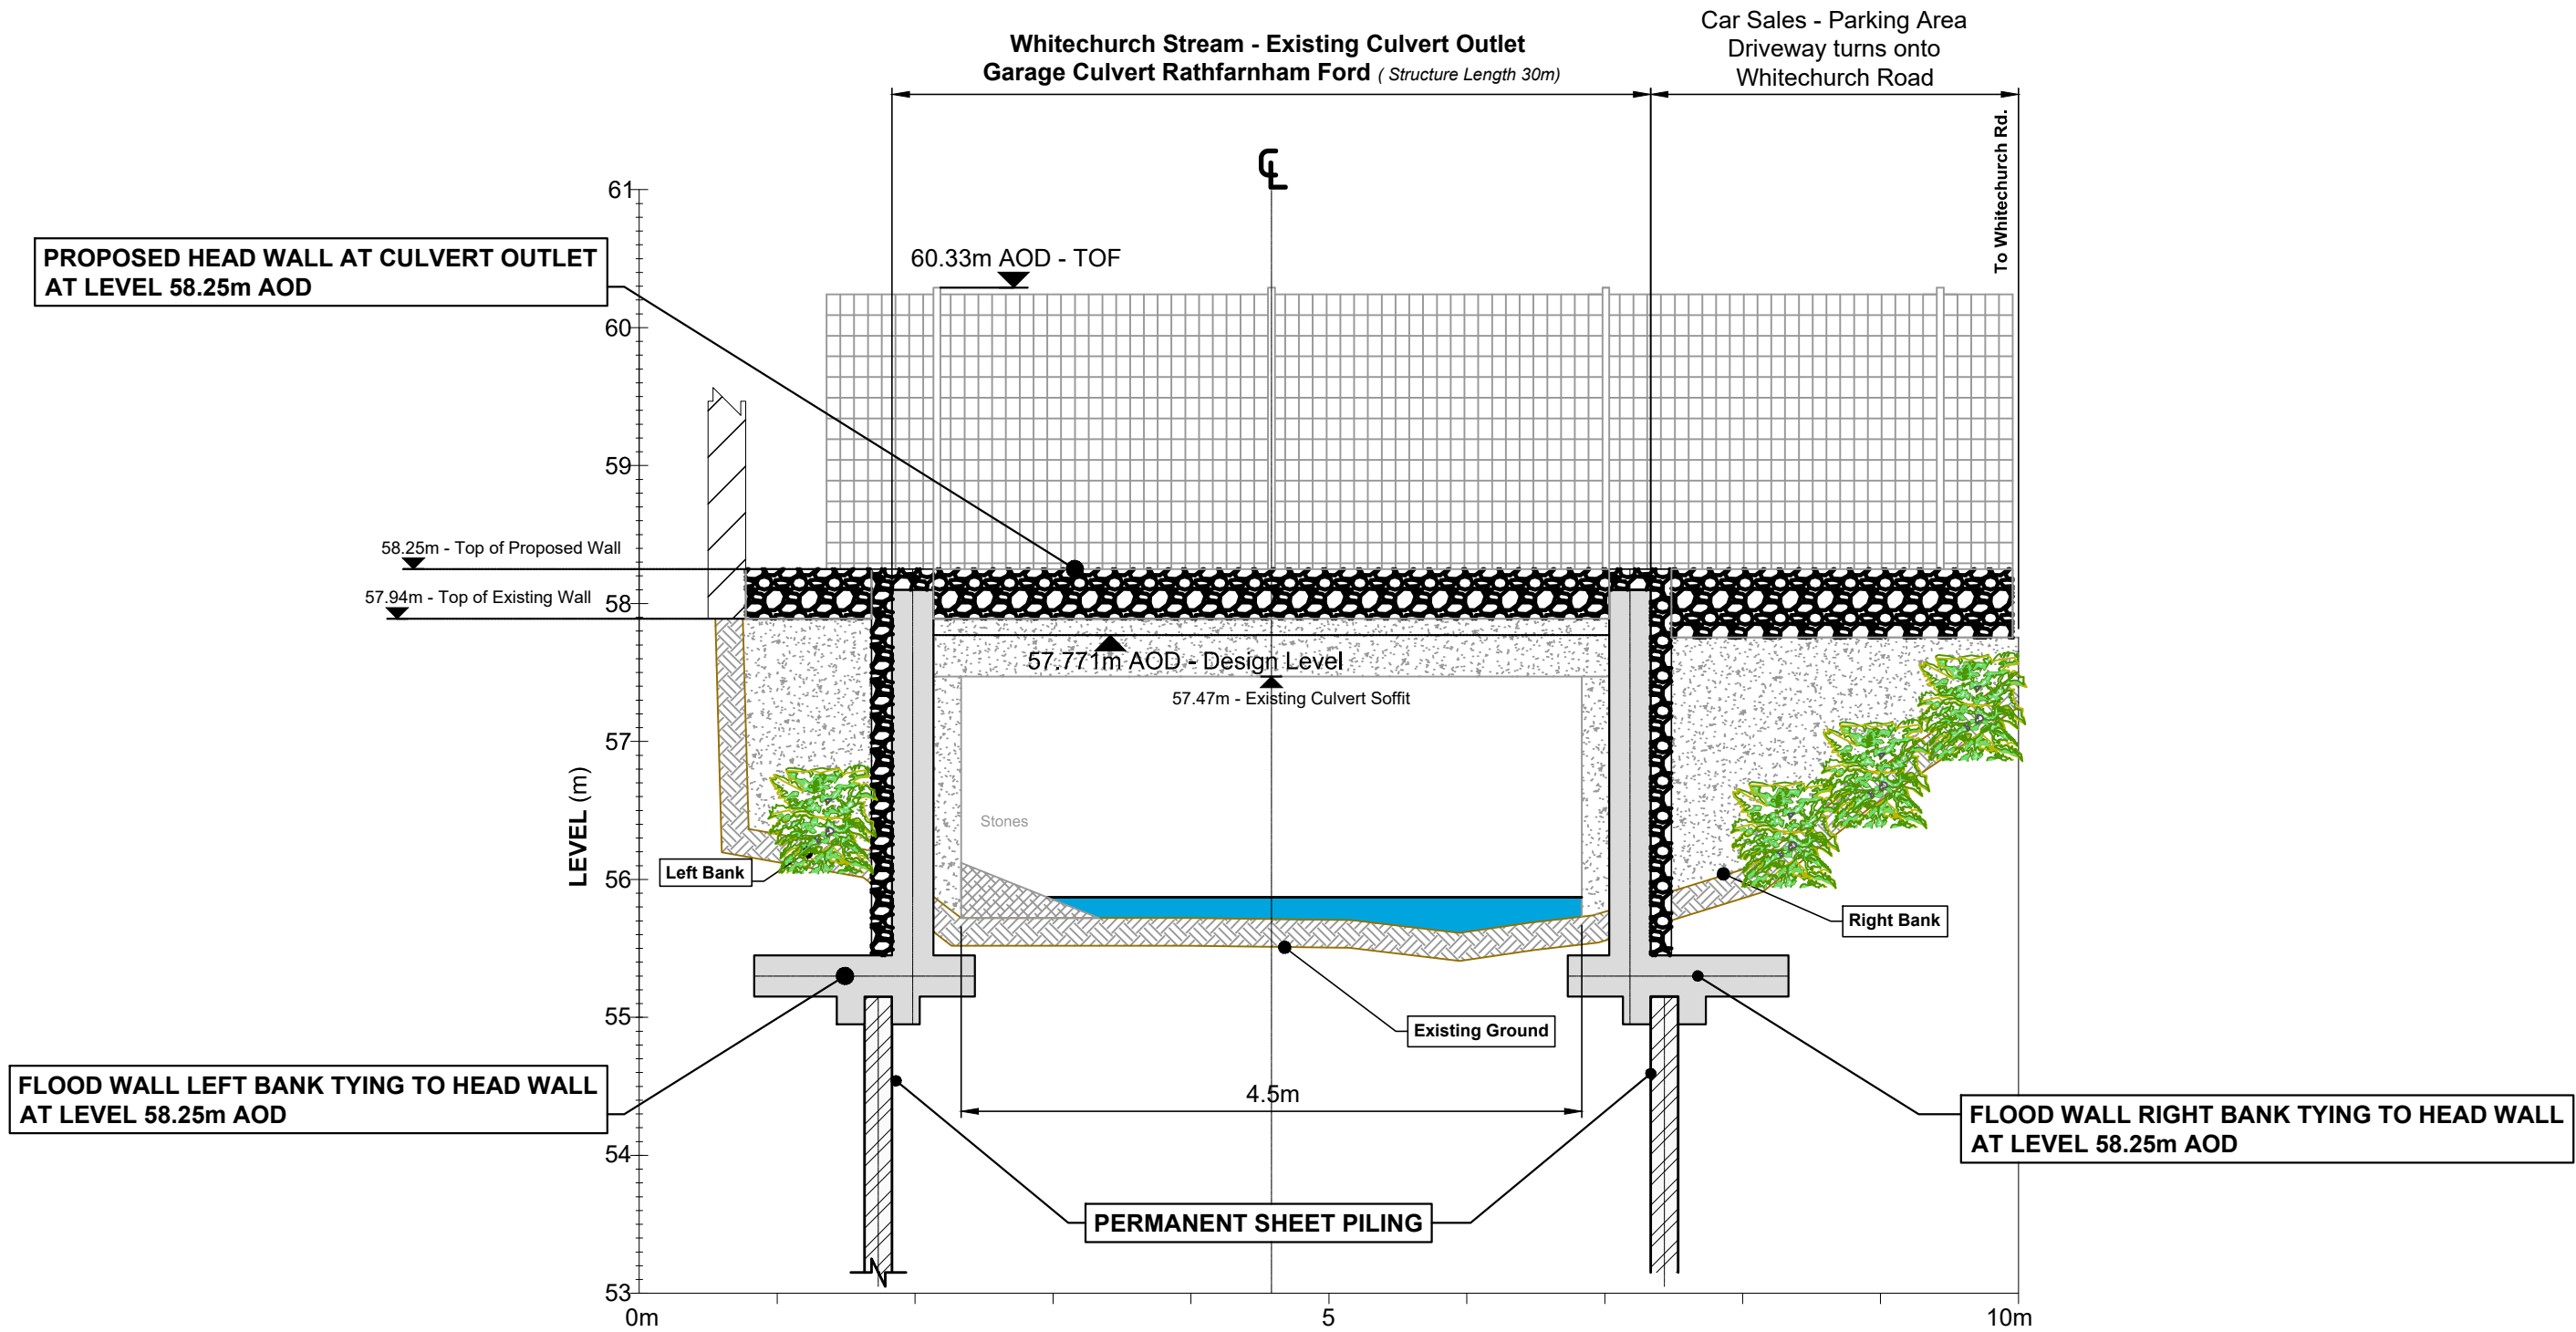 Whitechurch Stream - Existing Culvert Outlet
Garage Culvert Rathfarnham Ford ( Structure Length 30m)
Car Sales - Parking Area
Driveway turns onto
Whitechurch Road
To Whitechurch Rd.
CL
61
60.33m AOD - TOF
PROPOSED HEAD WALL AT CULVERT OUTLET
AT LEVEL 58.25m AOD
60
59
58.25m - Top of Proposed Wall
57.94m - Top of Existing Wall
58
57.771m AOD - Design Level
57.47m - Existing Culvert Soffit
57
LEVEL (m)
Stones
Left Bank
56
Right Bank
55
Existing Ground
FLOOD WALL LEFT BANK TYING TO HEAD WALL
AT LEVEL 58.25m AOD
4.5m
FLOOD WALL RIGHT BANK TYING TO HEAD WALL
AT LEVEL 58.25m AOD
54
PERMANENT SHEET PILING
53
0m
5
10m